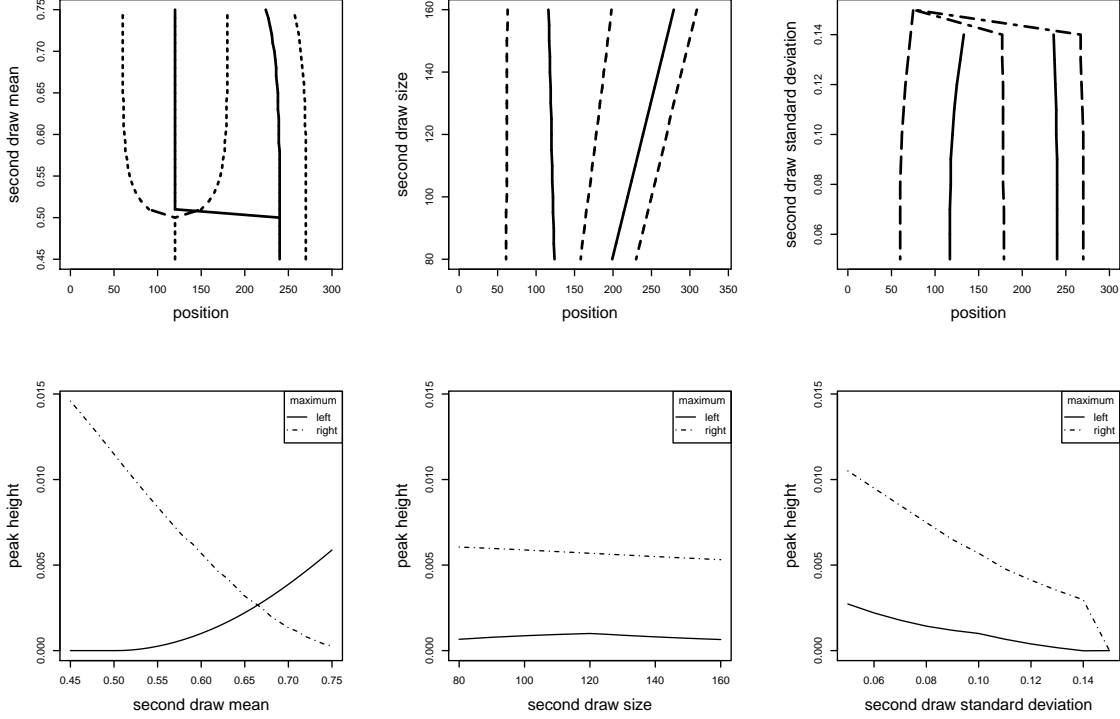 second draw mean
0.45 0.50 0.55 0.60 0.65 0.70 0.75
0 50 100 150 200 250 300
position
second draw size
80 100 120 140 160
0 50 100 150 200 250 300 350
position
second draw standard deviation
0.06 0.08 0.10 0.12 0.14
0 50 100 150 200 250 300
position
peak height
0.000 0.005 0.010 0.015
maximum
left
right
0.45 0.50 0.55 0.60 0.65 0.70 0.75
second draw mean
peak height
0.000 0.005 0.010 0.015
maximum
left
right
80 100 120 140 160
second draw size
peak height
0.000 0.005 0.010 0.015
maximum
left
right
0.06 0.08 0.10 0.12 0.14
second draw standard deviation